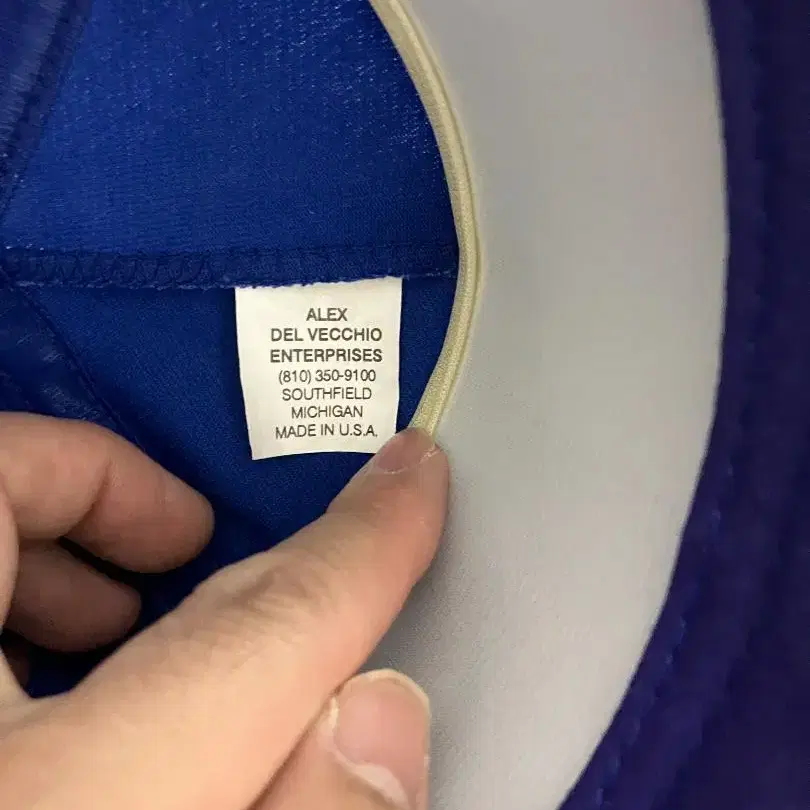 ALEX
DEL VECCHIO
ENTERPRISES
(810) 350-9100
SOUTHFIELD
MICHIGAN
MADE IN U.S.A.